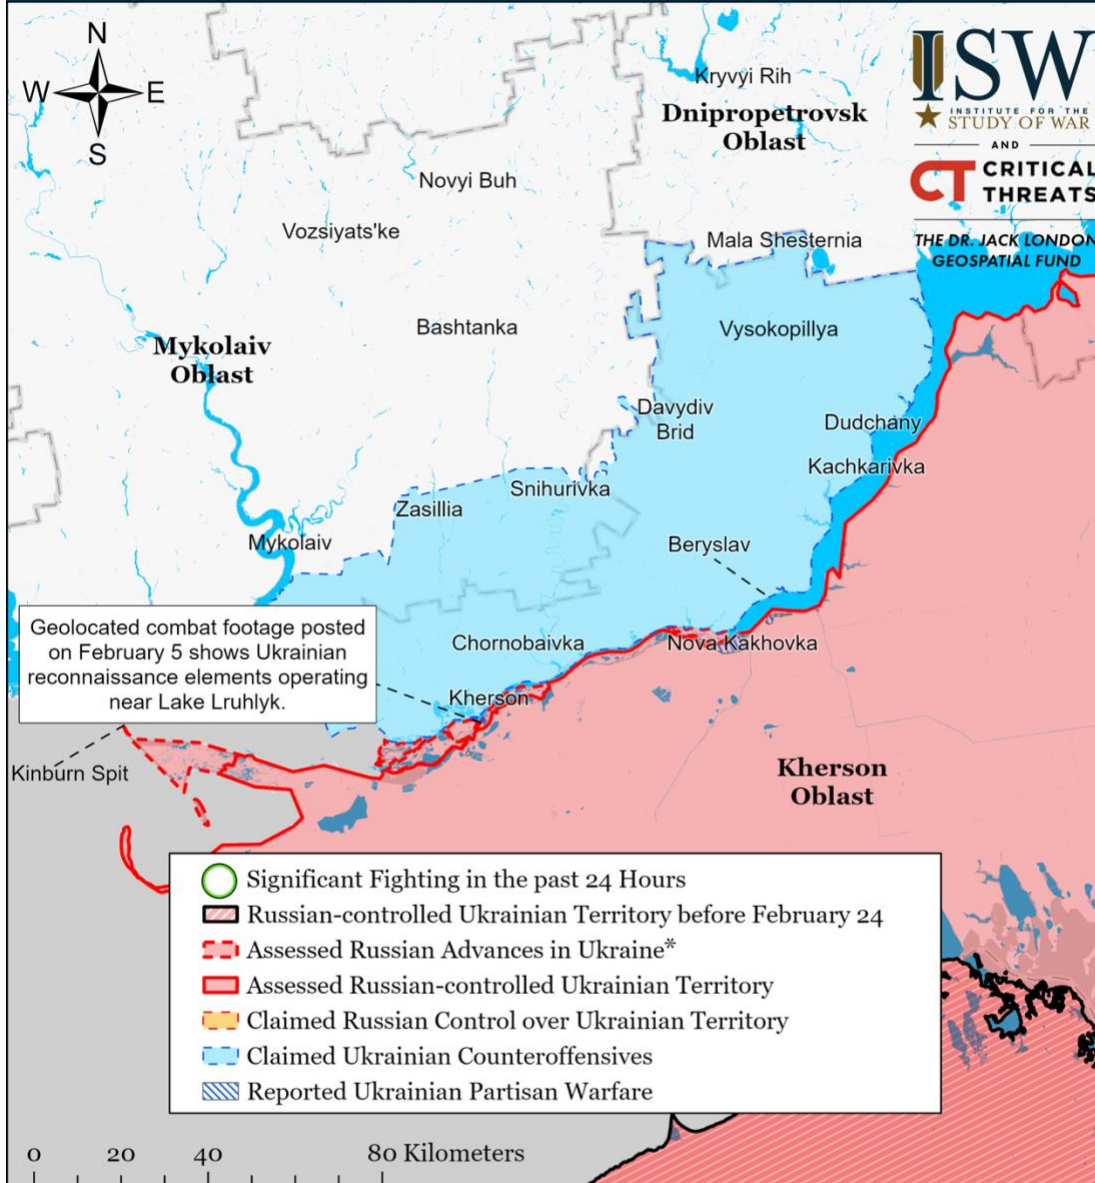 N
W
E
S
ISW
INSTITUTE FOR THE
STUDY OF WAR
AND
CT CRITICAL
THREATS
THE DR. JACK LONDON
GEOSPATIAL FUND
Kryvyi Rih
Dnipropetrovsk
Oblast
Novyi Buh
Vozsiyats'ke
Mala Shesternia
Bashtanka
Vysokopillya
Mykolaiv
Oblast
Davydiv
Brid
Dudchany
Kachkarivka
Snihurivka
Zasillia
Mykolaiv
Beryslav
Geolocated combat footage posted
on February 5 shows Ukrainian
reconnaissance elements operating
near Lake Lruhlyk.
Chornobaivka
Nova Kakhovka
Kherson
Kinburn Spit
Kherson
Oblast
Significant Fighting in the past 24 Hours
Russian-controlled Ukrainian Territory before February 24
Assessed Russian Advances in Ukraine*
Assessed Russian-controlled Ukrainian Territory
Claimed Russian Control over Ukrainian Territory
Claimed Ukrainian Counteroffensives
Reported Ukrainian Partisan Warfare
0 20 40 80 Kilometers